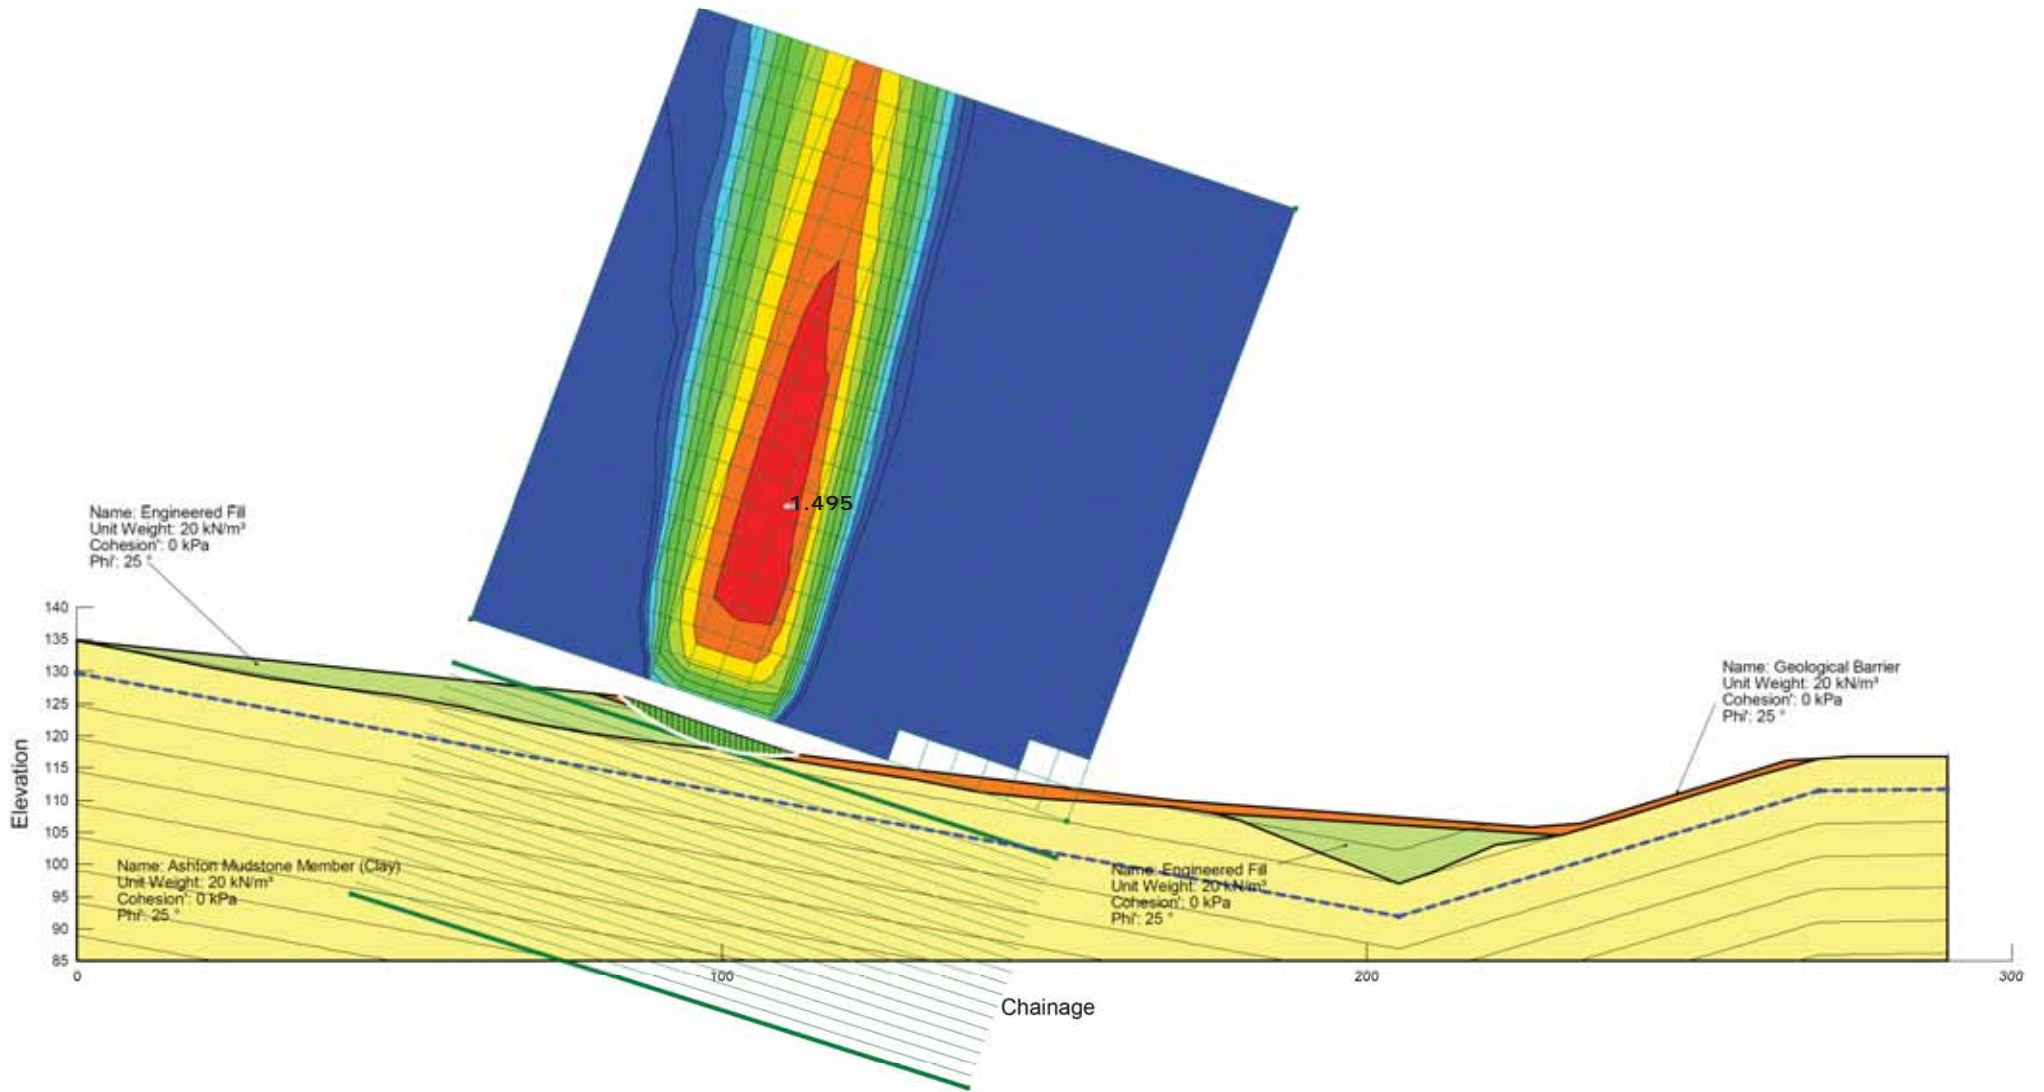 1.495
Name: Engineered Fill
Unit Weight: 20 kN/m³
Cohesion': 0 kPa
Phi': 25 °
Name: Geological Barrier
Unit Weight: 20 kN/m³
Cohesion': 0 kPa
Phi': 25 °
Name: Ashton Mudstone Member (Clay)
Unit Weight: 20 kN/m³
Cohesion': 0 kPa
Phi': 25 °
Name: Engineered Fill
Unit Weight: 20 kN/m³
Cohesion': 0 kPa
Phi': 25 °
Elevation
140
135
130
125
120
115
110
105
100
95
90
85
0
100
200
300
Chainage